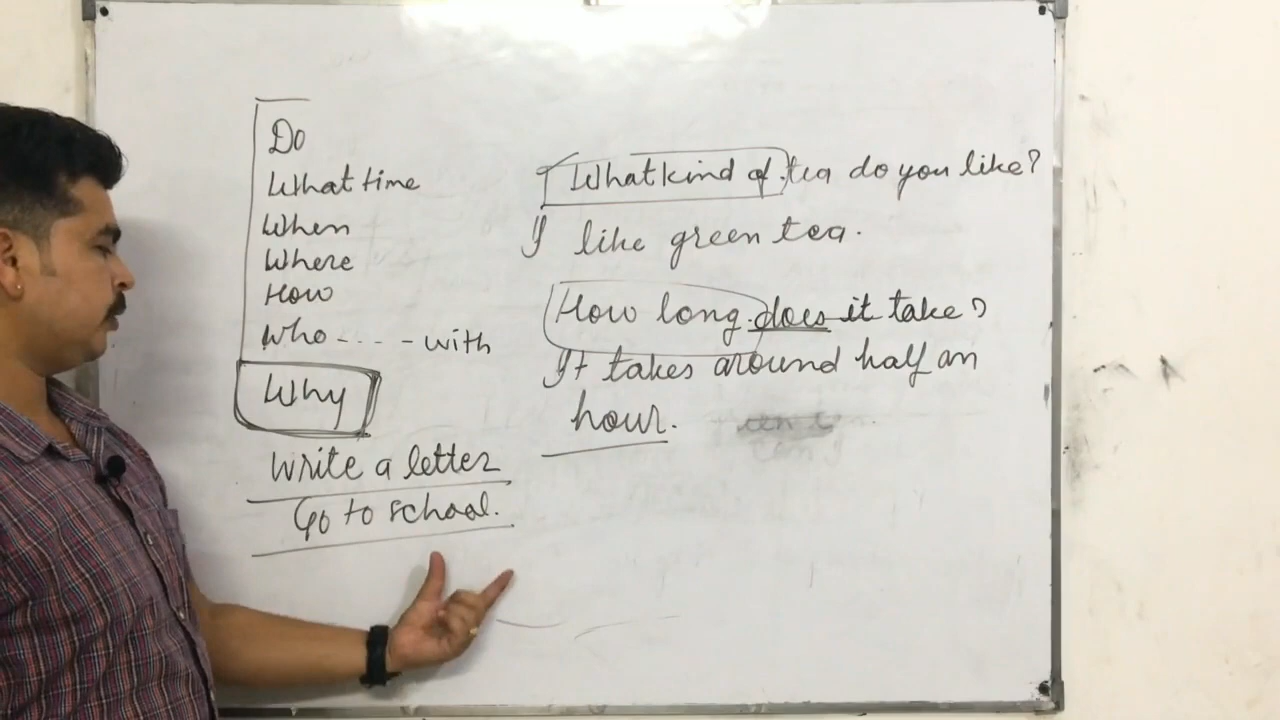 Do
What time
When
Where
How
Who - - - - with
Why
Write a letter
Go to school.
What kind of tea do you like?
I like green tea.
How long does it take?
It takes around half an
hour.